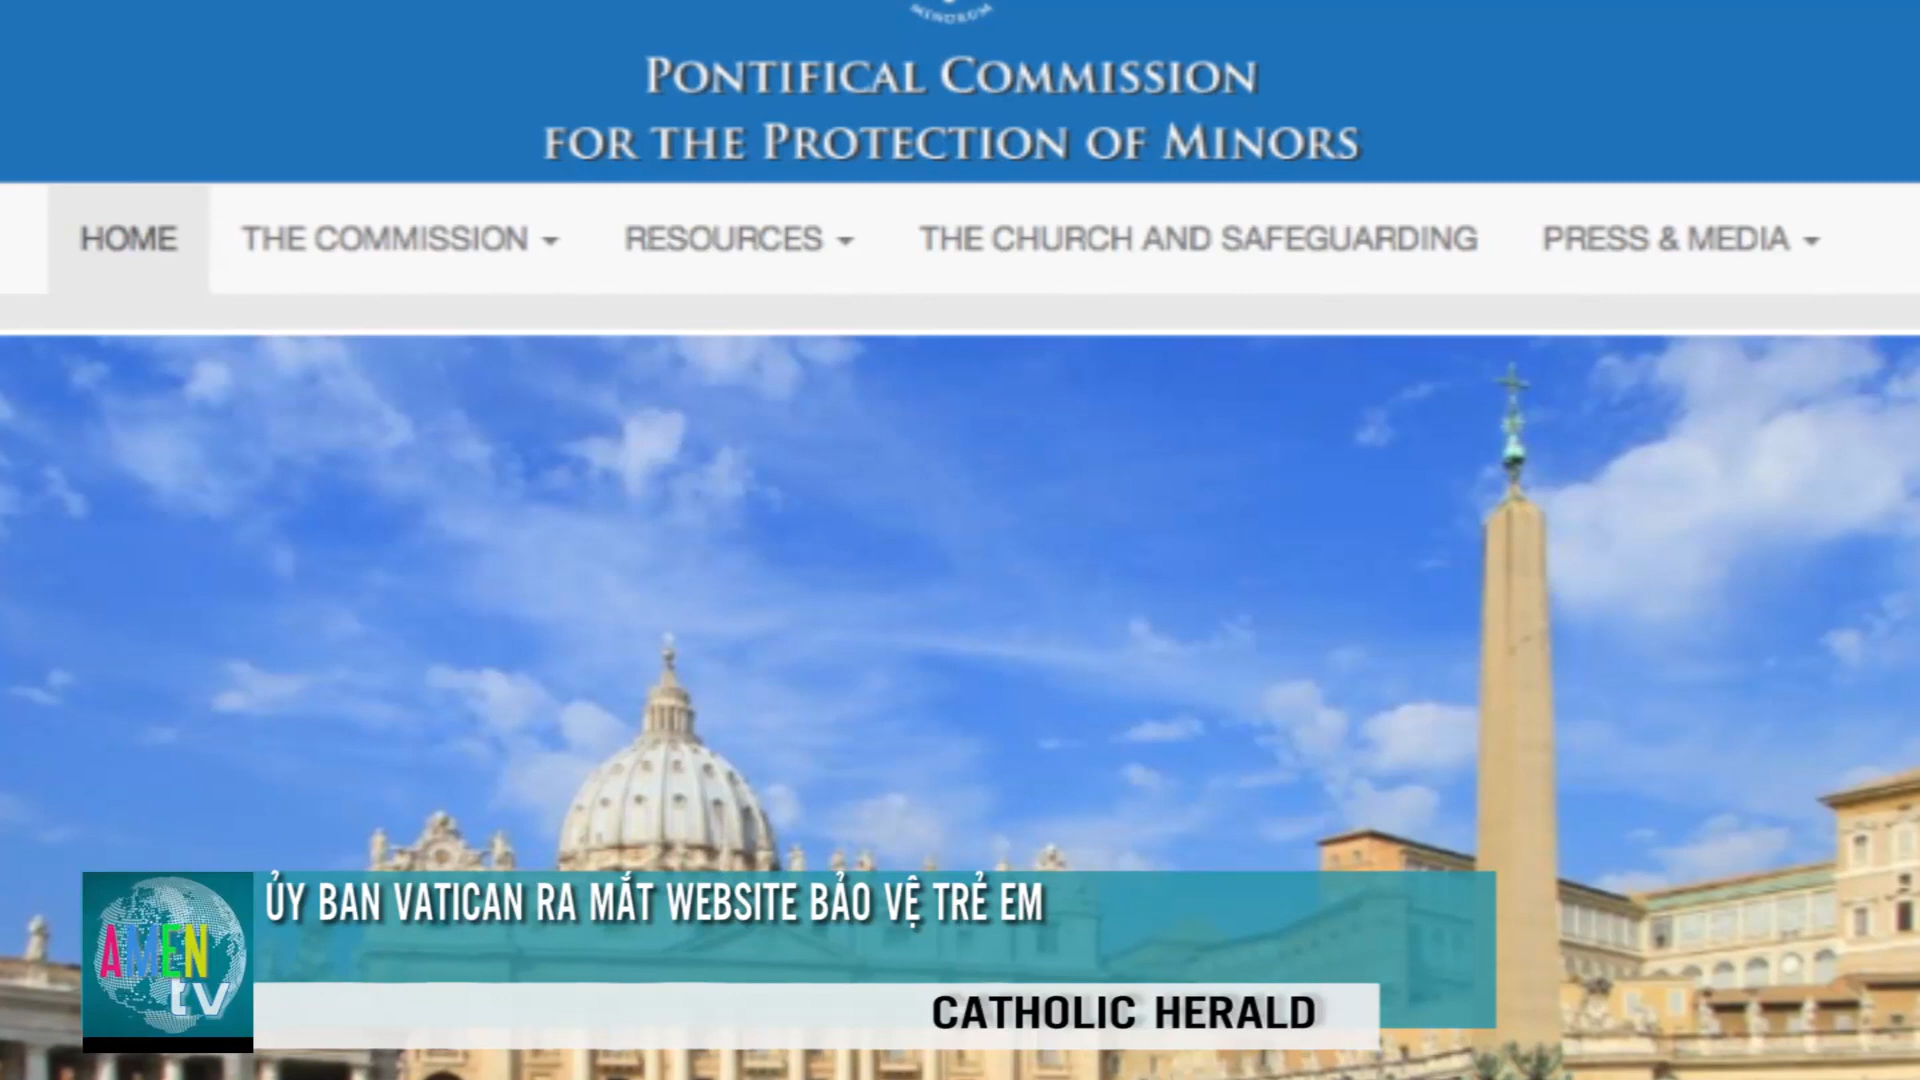 MINORUM
PONTIFICAL COMMISSION
FOR THE PROTECTION OF MINORS
HOME
THE COMMISSION
RESOURCES
THE CHURCH AND SAFEGUARDING
PRESS & MEDIA
ỦY BAN VATICAN RA MẮT WEBSITE BẢO VỆ TRẺ EM
AMEN
tv
CATHOLIC HERALD